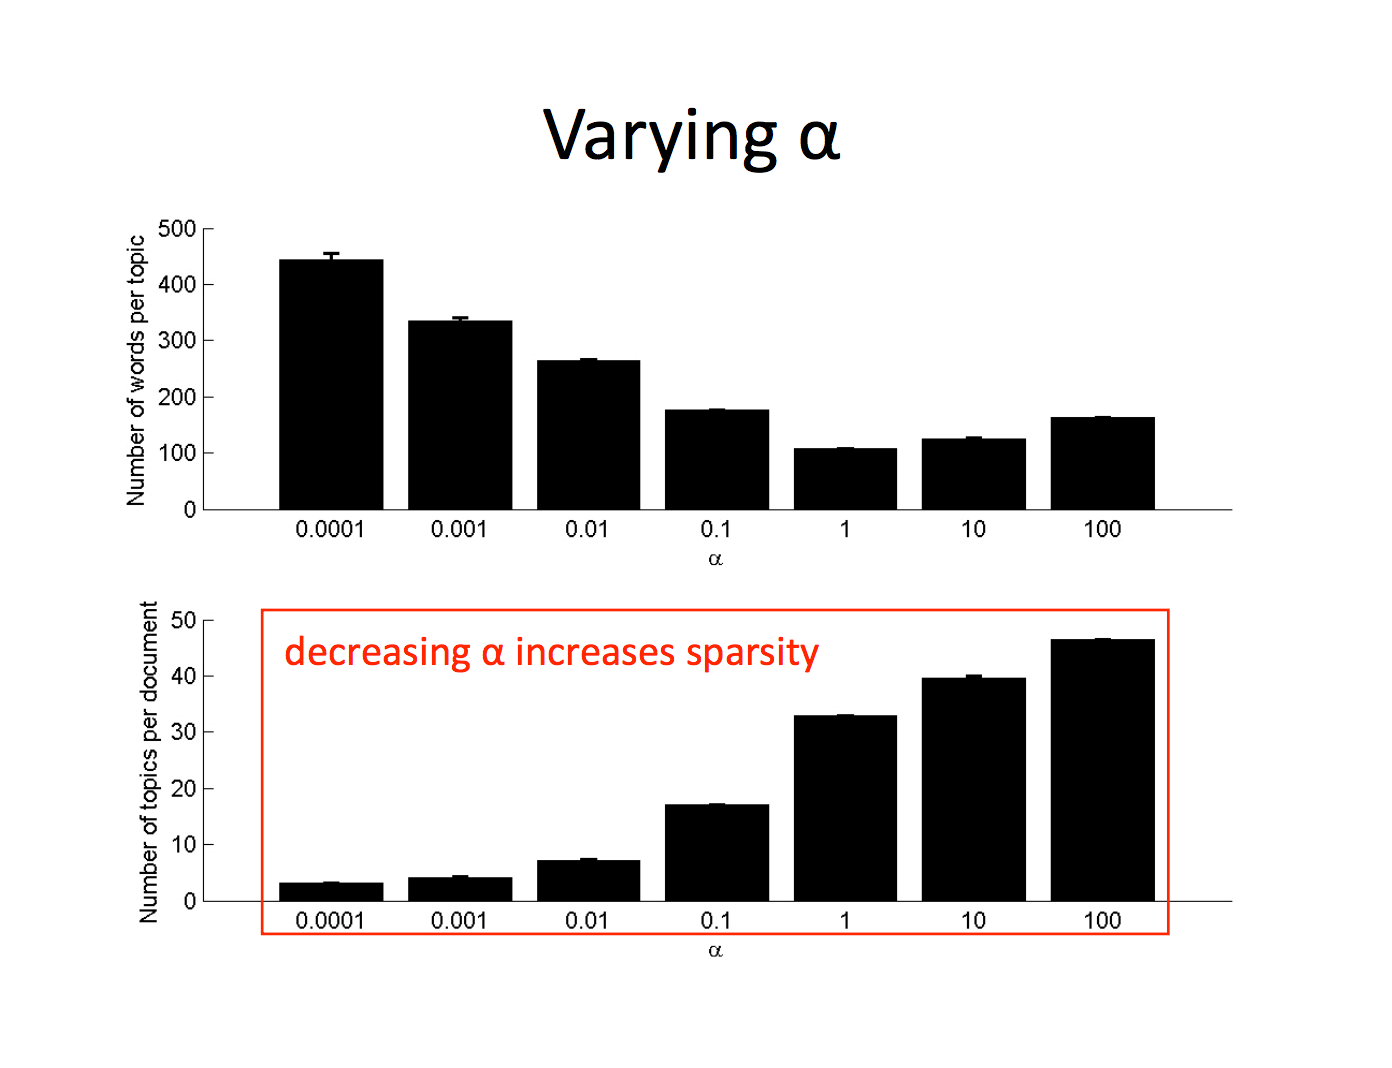 Varying α
Number of words per topic
500
400
300
200
100
0
0.0001 0.001 0.01 0.1 1 10 100
α
Number of topics per document
50
40
30
20
10
0
decreasing α increases sparsity
0.0001 0.001 0.01 0.1 1 10 100
α